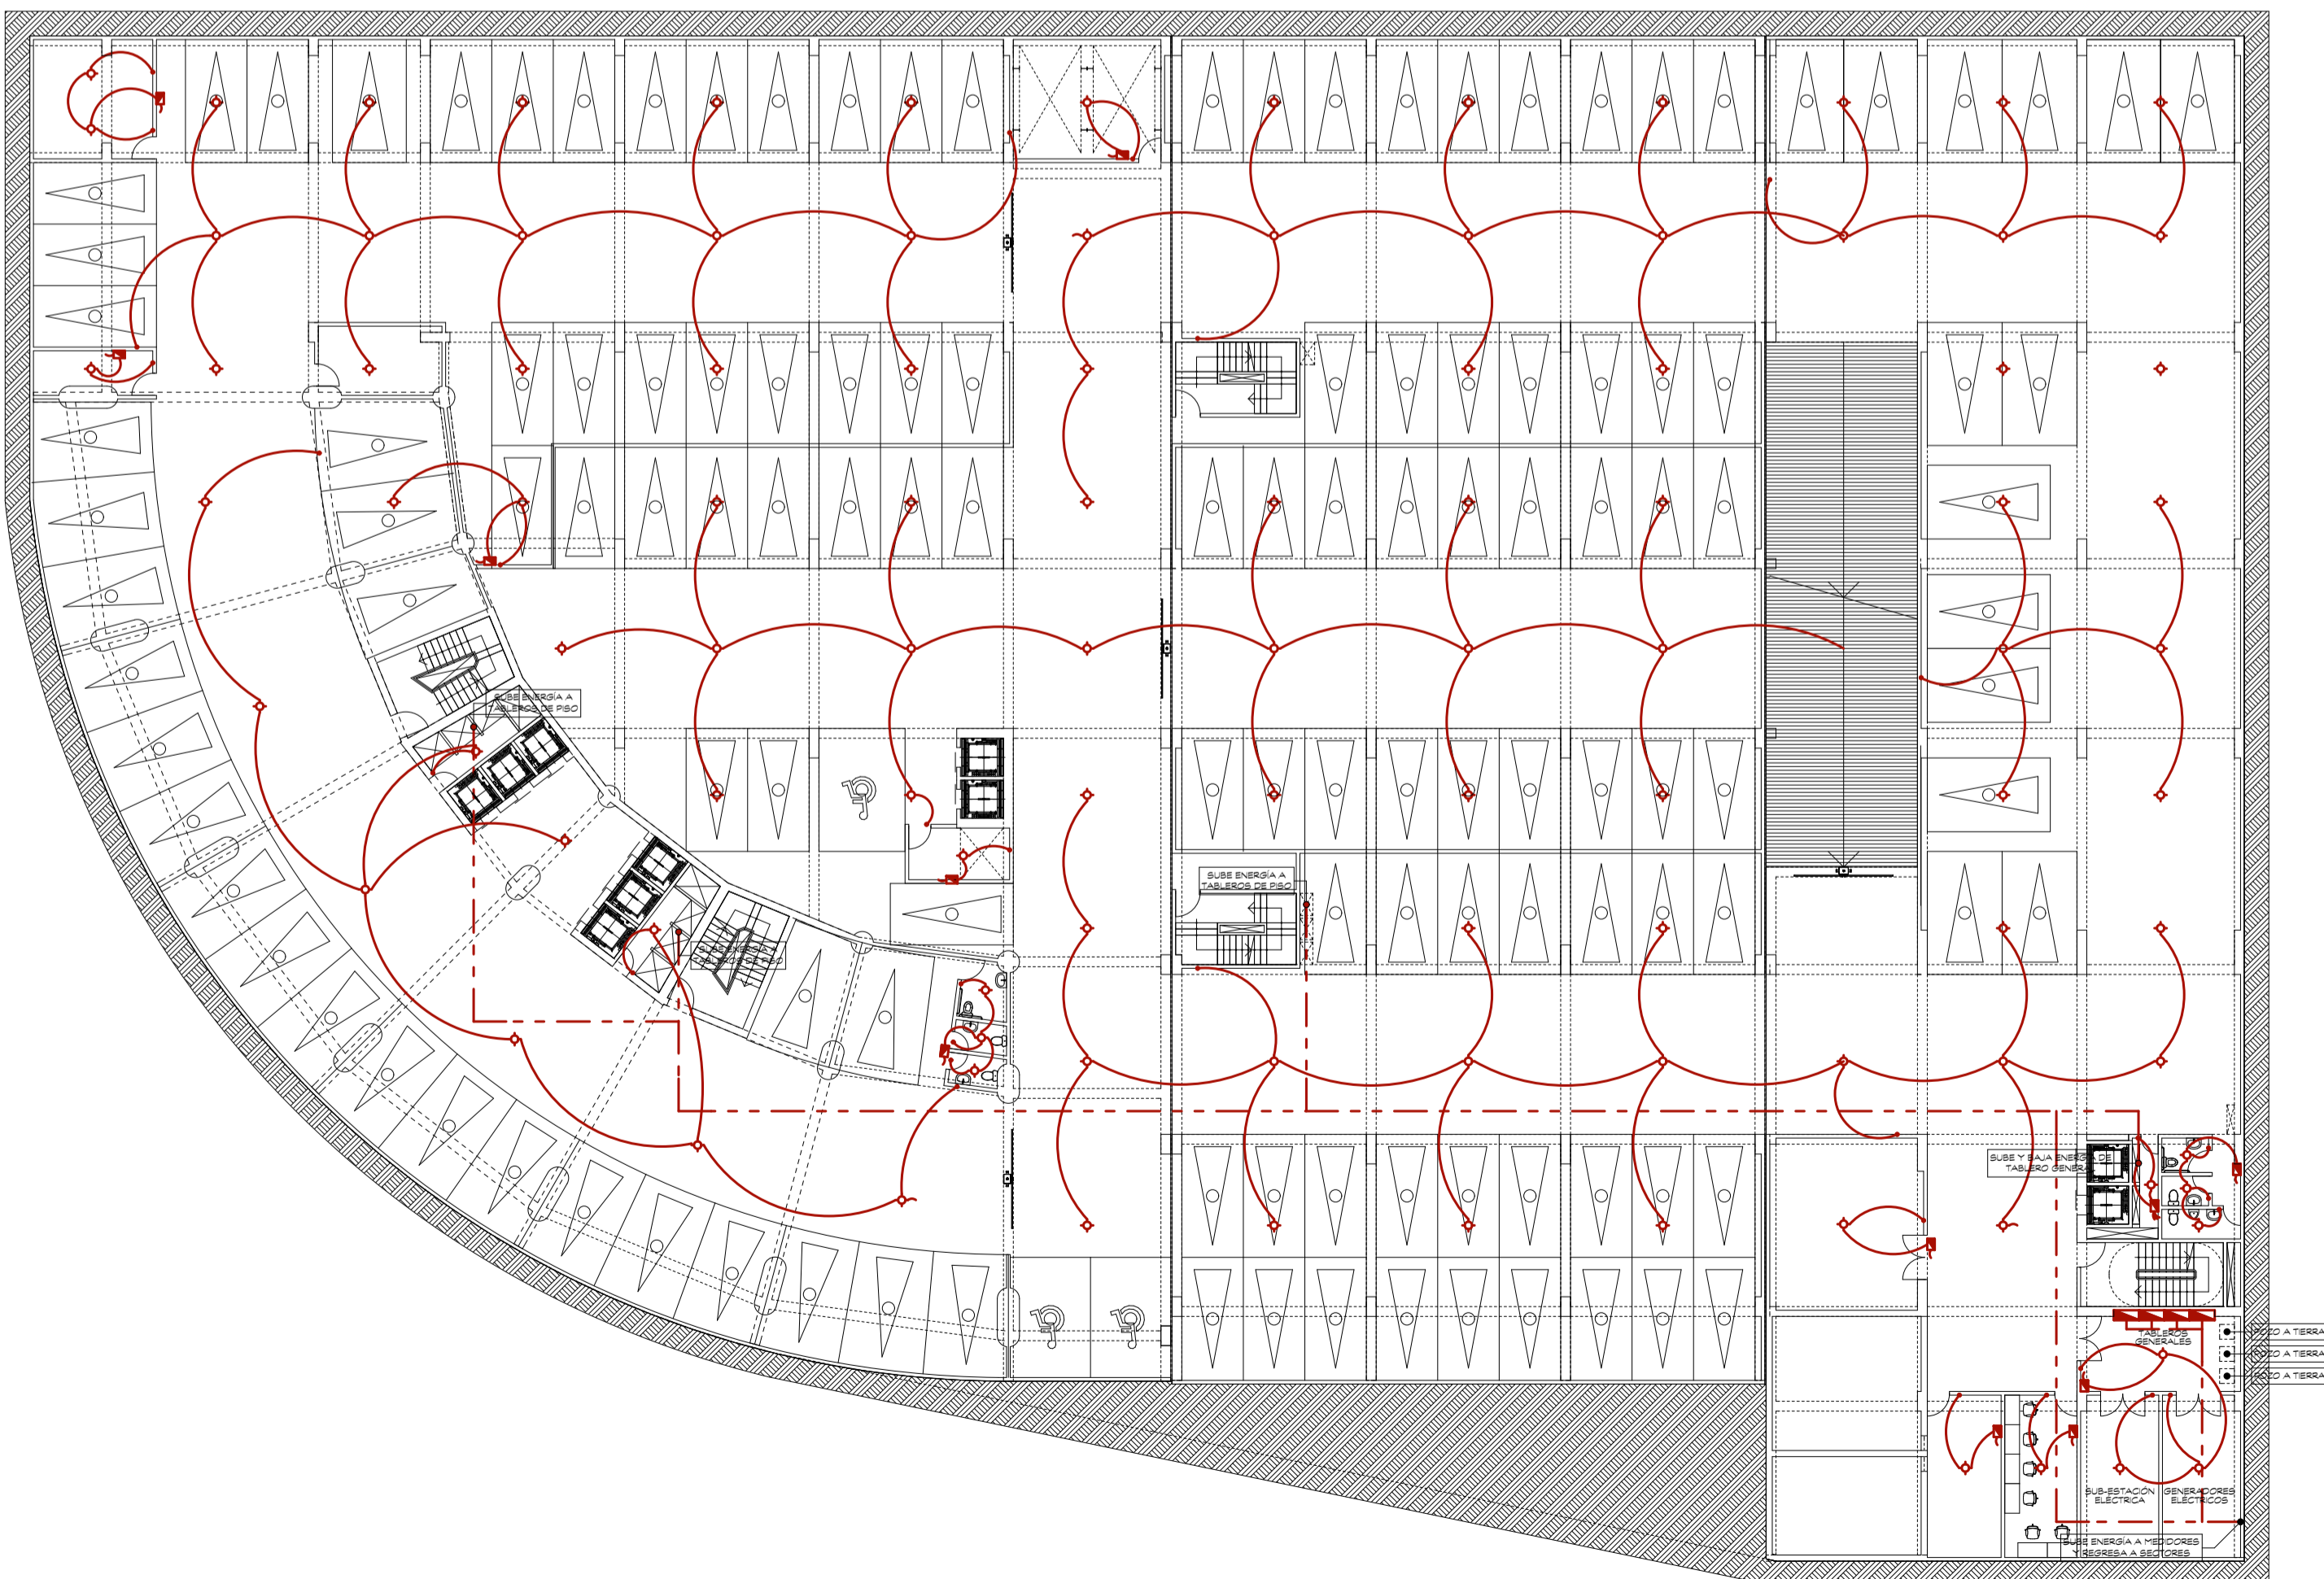 SUBE ENERGÍA A
TABLEROS DE PISO
SUBE ENERGÍA A
TABLEROS DE PISO
SUBE ENERGÍA A
TABLEROS DE PISO
SUBE Y BAJA ENERGÍA DE
TABLERO GENERAL
TABLEROS
GENERALES
POZO A TIERRA
POZO A TIERRA
POZO A TIERRA
SUB-ESTACIÓN
ELÉCTRICA
GENERADORES
ELÉCTRICOS
SUBE ENERGÍA A MEDIDORES
Y REGRESA A SECTORES